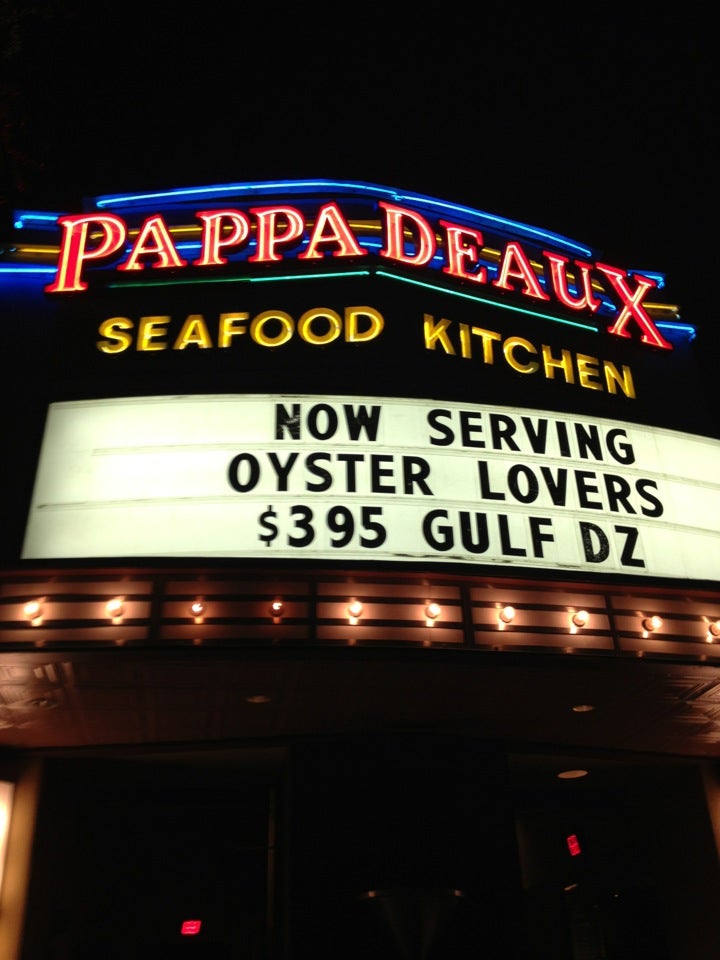 PAPPADEAUX
SEAFOOD KITCHEN
NOW SERVING
OYSTER LOVERS
$395 GULF DZ